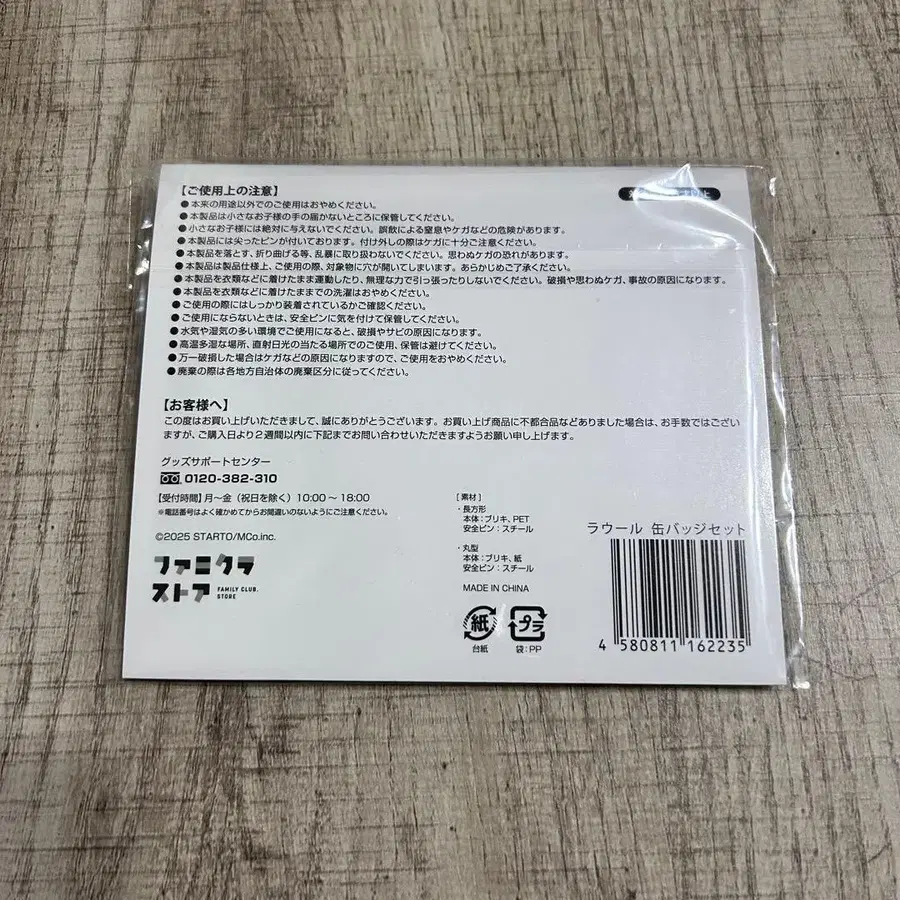 【ご使用上の注意】
●本来の用途以外でのご使用はおやめください。
●本製品は小さなお子様の手の届かないところに保管してください。
●小さなお子様には絶対に与えないでください。誤飲による窒息やケガなどの危険があります。
●本製品には尖ったピンが付いております。付け外しの際はケガに十分ご注意ください。
●本製品を落とす、折り曲げる等、乱暴に取り扱わないでください。思わぬケガの恐れがあります。
●本製品は製品仕様上、ご使用の際、対象物に穴が開いてしまいます。あらかじめご了承ください。
●本製品を衣類などに着けたまま運動したり、無理な力で引っ張ったりしないでください。破損や思わぬケガ、事故の原因になります。
●本製品を衣類などに着けたままでの洗濯はおやめください。
●ご使用の際にはしっかり装着されているかご確認ください。
●ご使用にならないときは、安全ピンに気を付けて保管してください。
●水気や湿気の多い環境でご使用になると、破損やサビの原因になります。
●高温多湿な場所、直射日光の当たる場所でのご使用、保管は避けてください。
●万一破損した場合はケガなどの原因になりますので、ご使用をおやめください。
●廃棄の際は各地方自治体の廃棄区分に従ってください。
【お客様へ】
この度はお買い上げいただきまして、誠にありがとうございます。お買い上げ商品に不都合品などありました場合は、お手数ではござい
ますが、ご購入日より2週間以内に下記までお問い合わせいただきますようお願い申し上げます。
グッズサポートセンター
0120-382-310
【受付時間】月〜金（祝日を除く）10:00〜18:00
※電話番号はよく確かめてからお間違いのないようにご注意ください。
©2025 STARTO/MCo.inc.
ファミクラ
ストア FAMILY CLUB.
STORE
[素材]
・長方形
本体：ブリキ、PET
安全ピン：スチール
・丸型
本体：ブリキ、紙
安全ピン：スチール
MADE IN CHINA
紙 プラ
台紙 袋：PP
ラウール 缶バッジセット
4 580811 162235